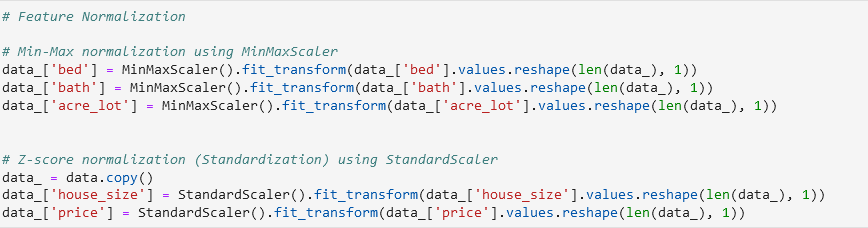 # Feature Normalization
# Min-Max normalization using MinMaxScaler
data_['bed'] = MinMaxScaler().fit_transform(data_['bed'].values.reshape(len(data_), 1))
data_['bath'] = MinMaxScaler().fit_transform(data_['bath'].values.reshape(len(data_), 1))
data_['acre_lot'] = MinMaxScaler().fit_transform(data_['acre_lot'].values.reshape(len(data_), 1))
# Z-score normalization (Standardization) using StandardScaler
data_ = data.copy()
data_['house_size'] = StandardScaler().fit_transform(data_['house_size'].values.reshape(len(data_), 1))
data_['price'] = StandardScaler().fit_transform(data_['price'].values.reshape(len(data_), 1))